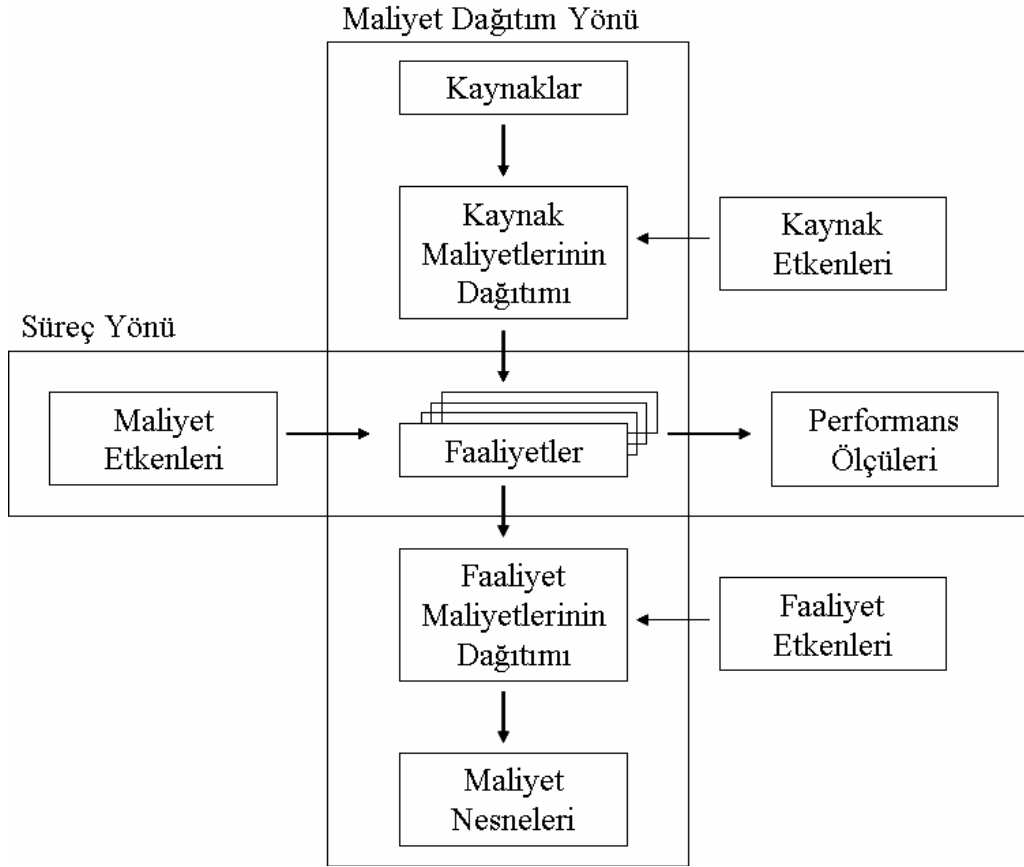 Maliyet Dağıtım Yönü
Kaynaklar
Kaynak
Maliyetlerinin
Dağıtımı
Kaynak
Etkenleri
Süreç Yönü
Maliyet
Etkenleri
Faaliyetler
Performans
Ölçüleri
Faaliyet
Maliyetlerinin
Dağıtımı
Faaliyet
Etkenleri
Maliyet
Nesneleri